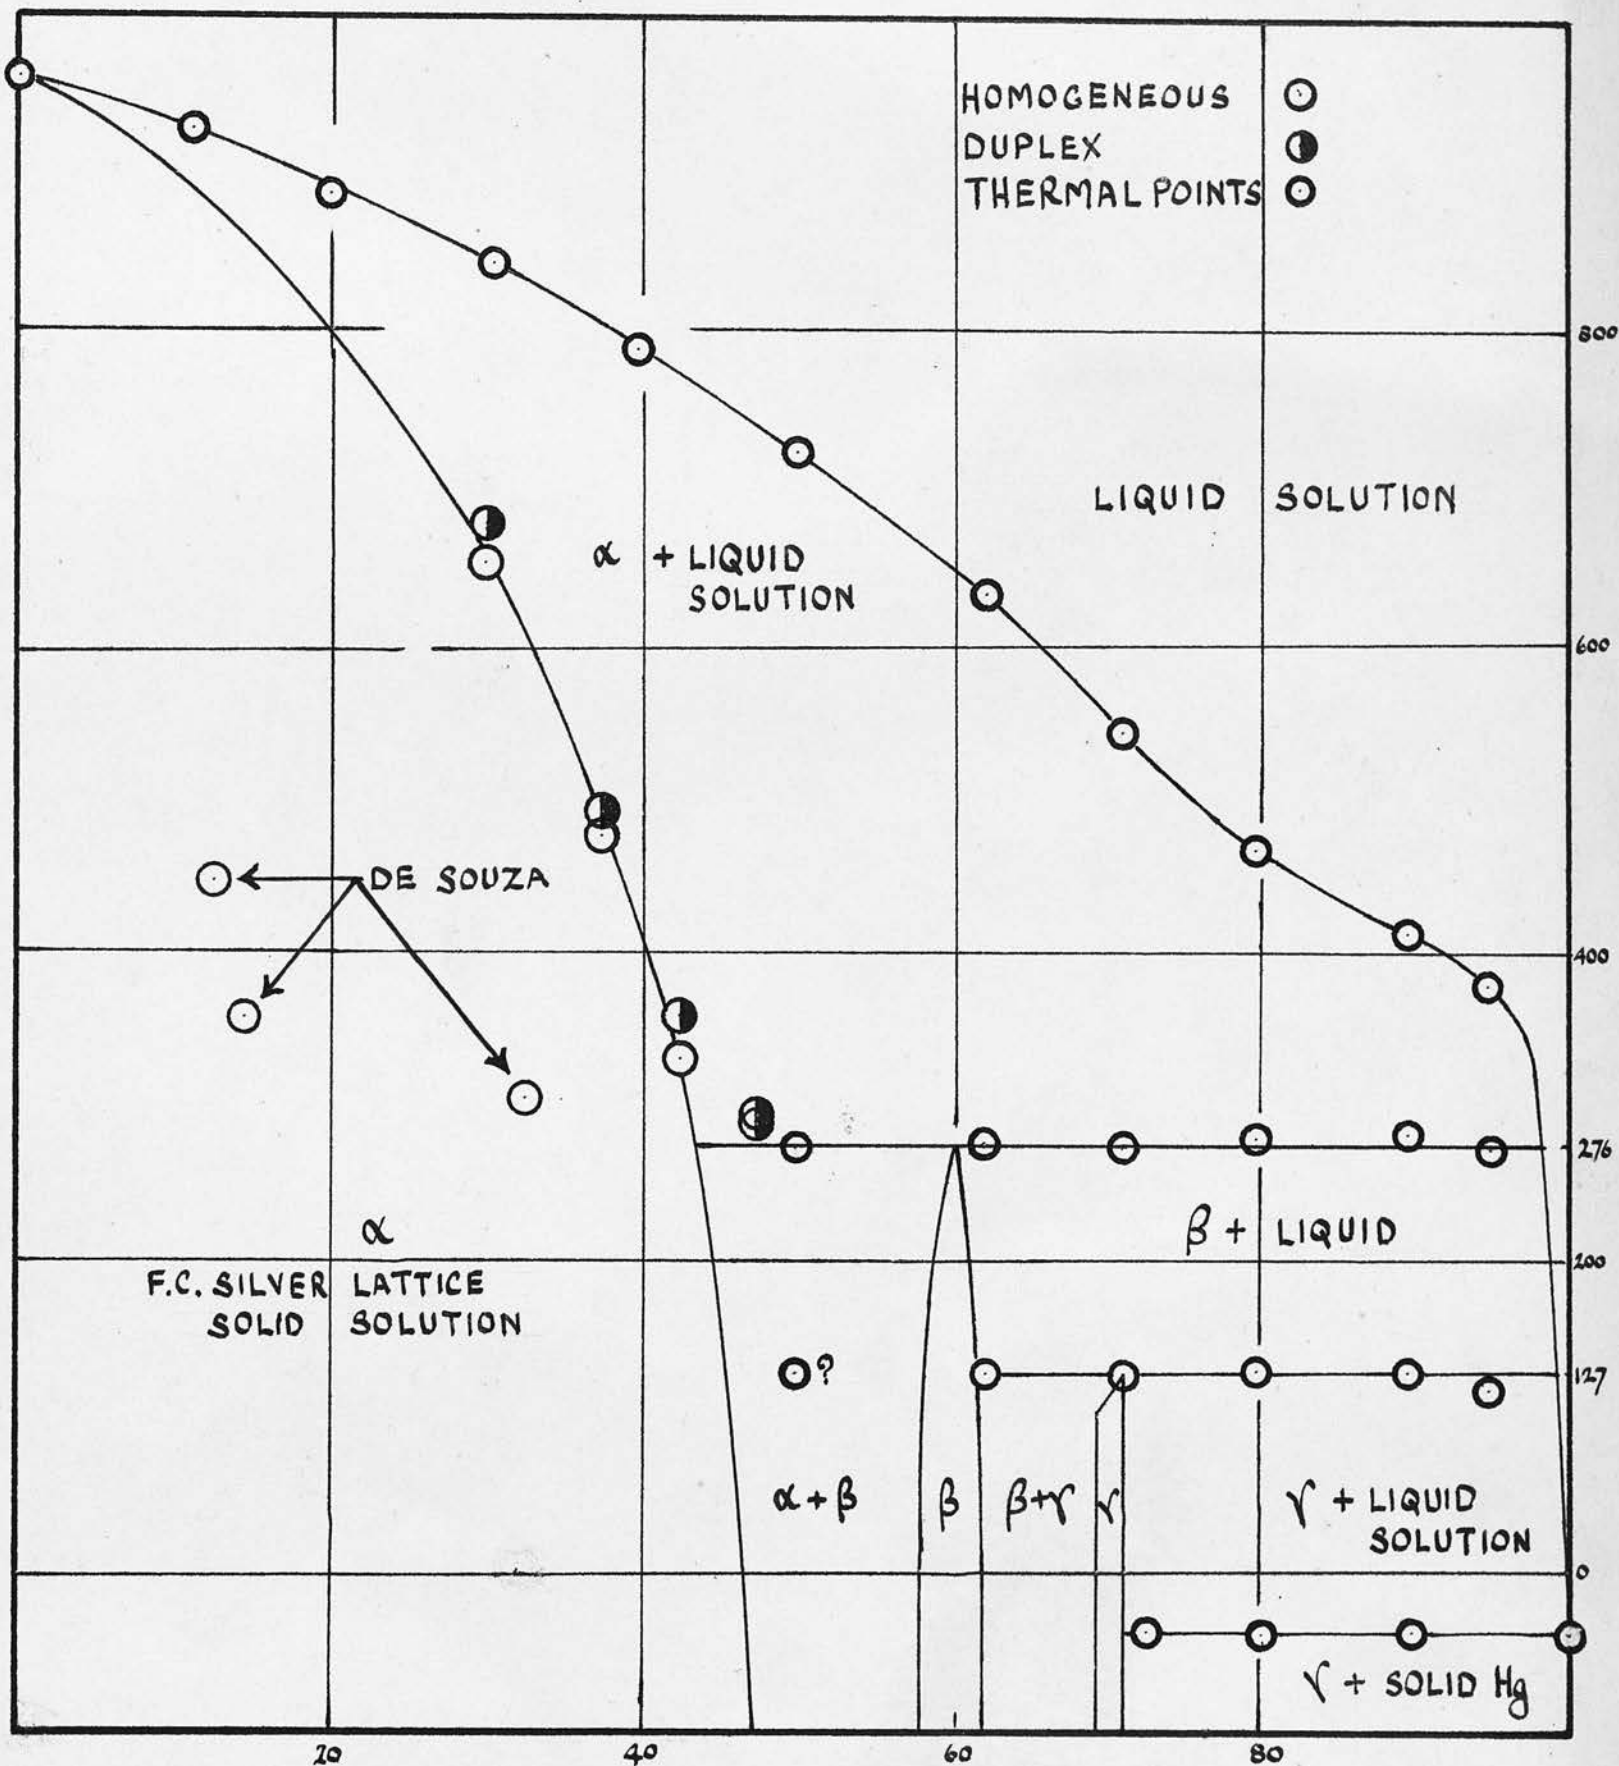 HOMOGENEOUS
DUPLEX
THERMAL POINTS
800
LIQUID SOLUTION
α + LIQUID
SOLUTION
600
DE SOUZA
400
276
α
β + LIQUID
F.C. SILVER LATTICE
SOLID SOLUTION
200
?
127
α + β
β
β+γ
γ
γ + LIQUID
SOLUTION
0
γ + SOLID Hg
20
40
60
80